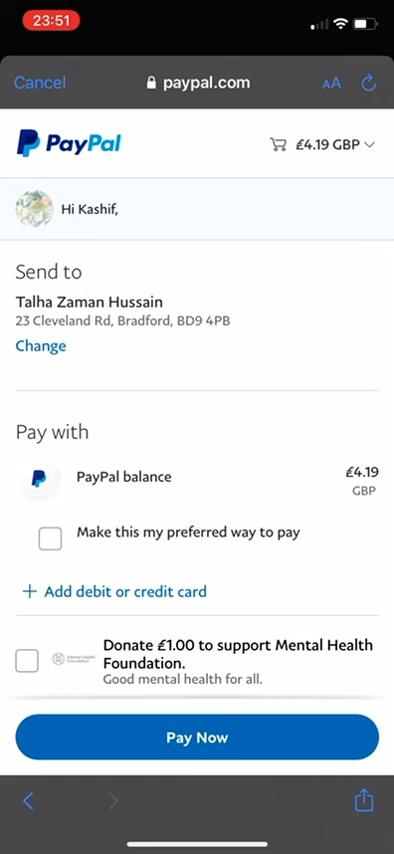 23:51
Cancel
paypal.com
AA
PayPal
£4.19 GBP
Hi Kashif,
Send to
Talha Zaman Hussain
23 Cleveland Rd, Bradford, BD9 4PB
Change
Pay with
PayPal balance
£4.19
GBP
Make this my preferred way to pay
+ Add debit or credit card
Donate £1.00 to support Mental Health
Foundation.
Good mental health for all.
Pay Now